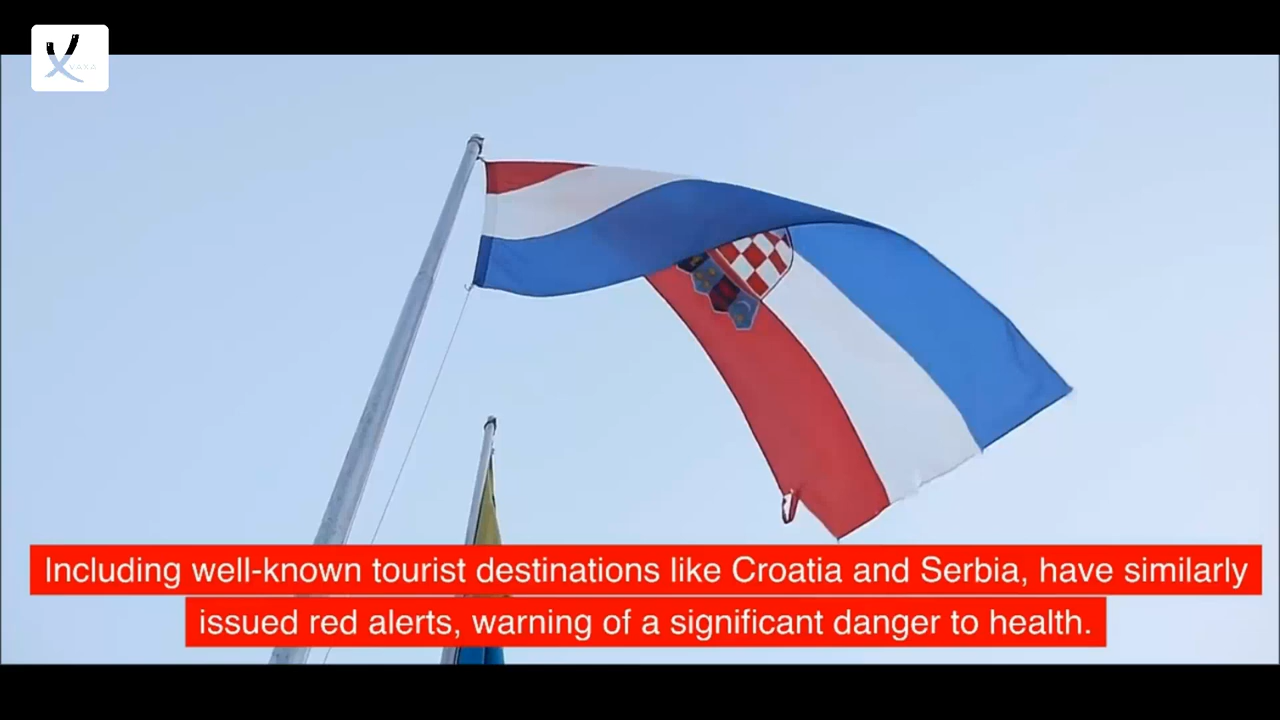 VAXA
Including well-known tourist destinations like Croatia and Serbia, have similarly
issued red alerts, warning of a significant danger to health.